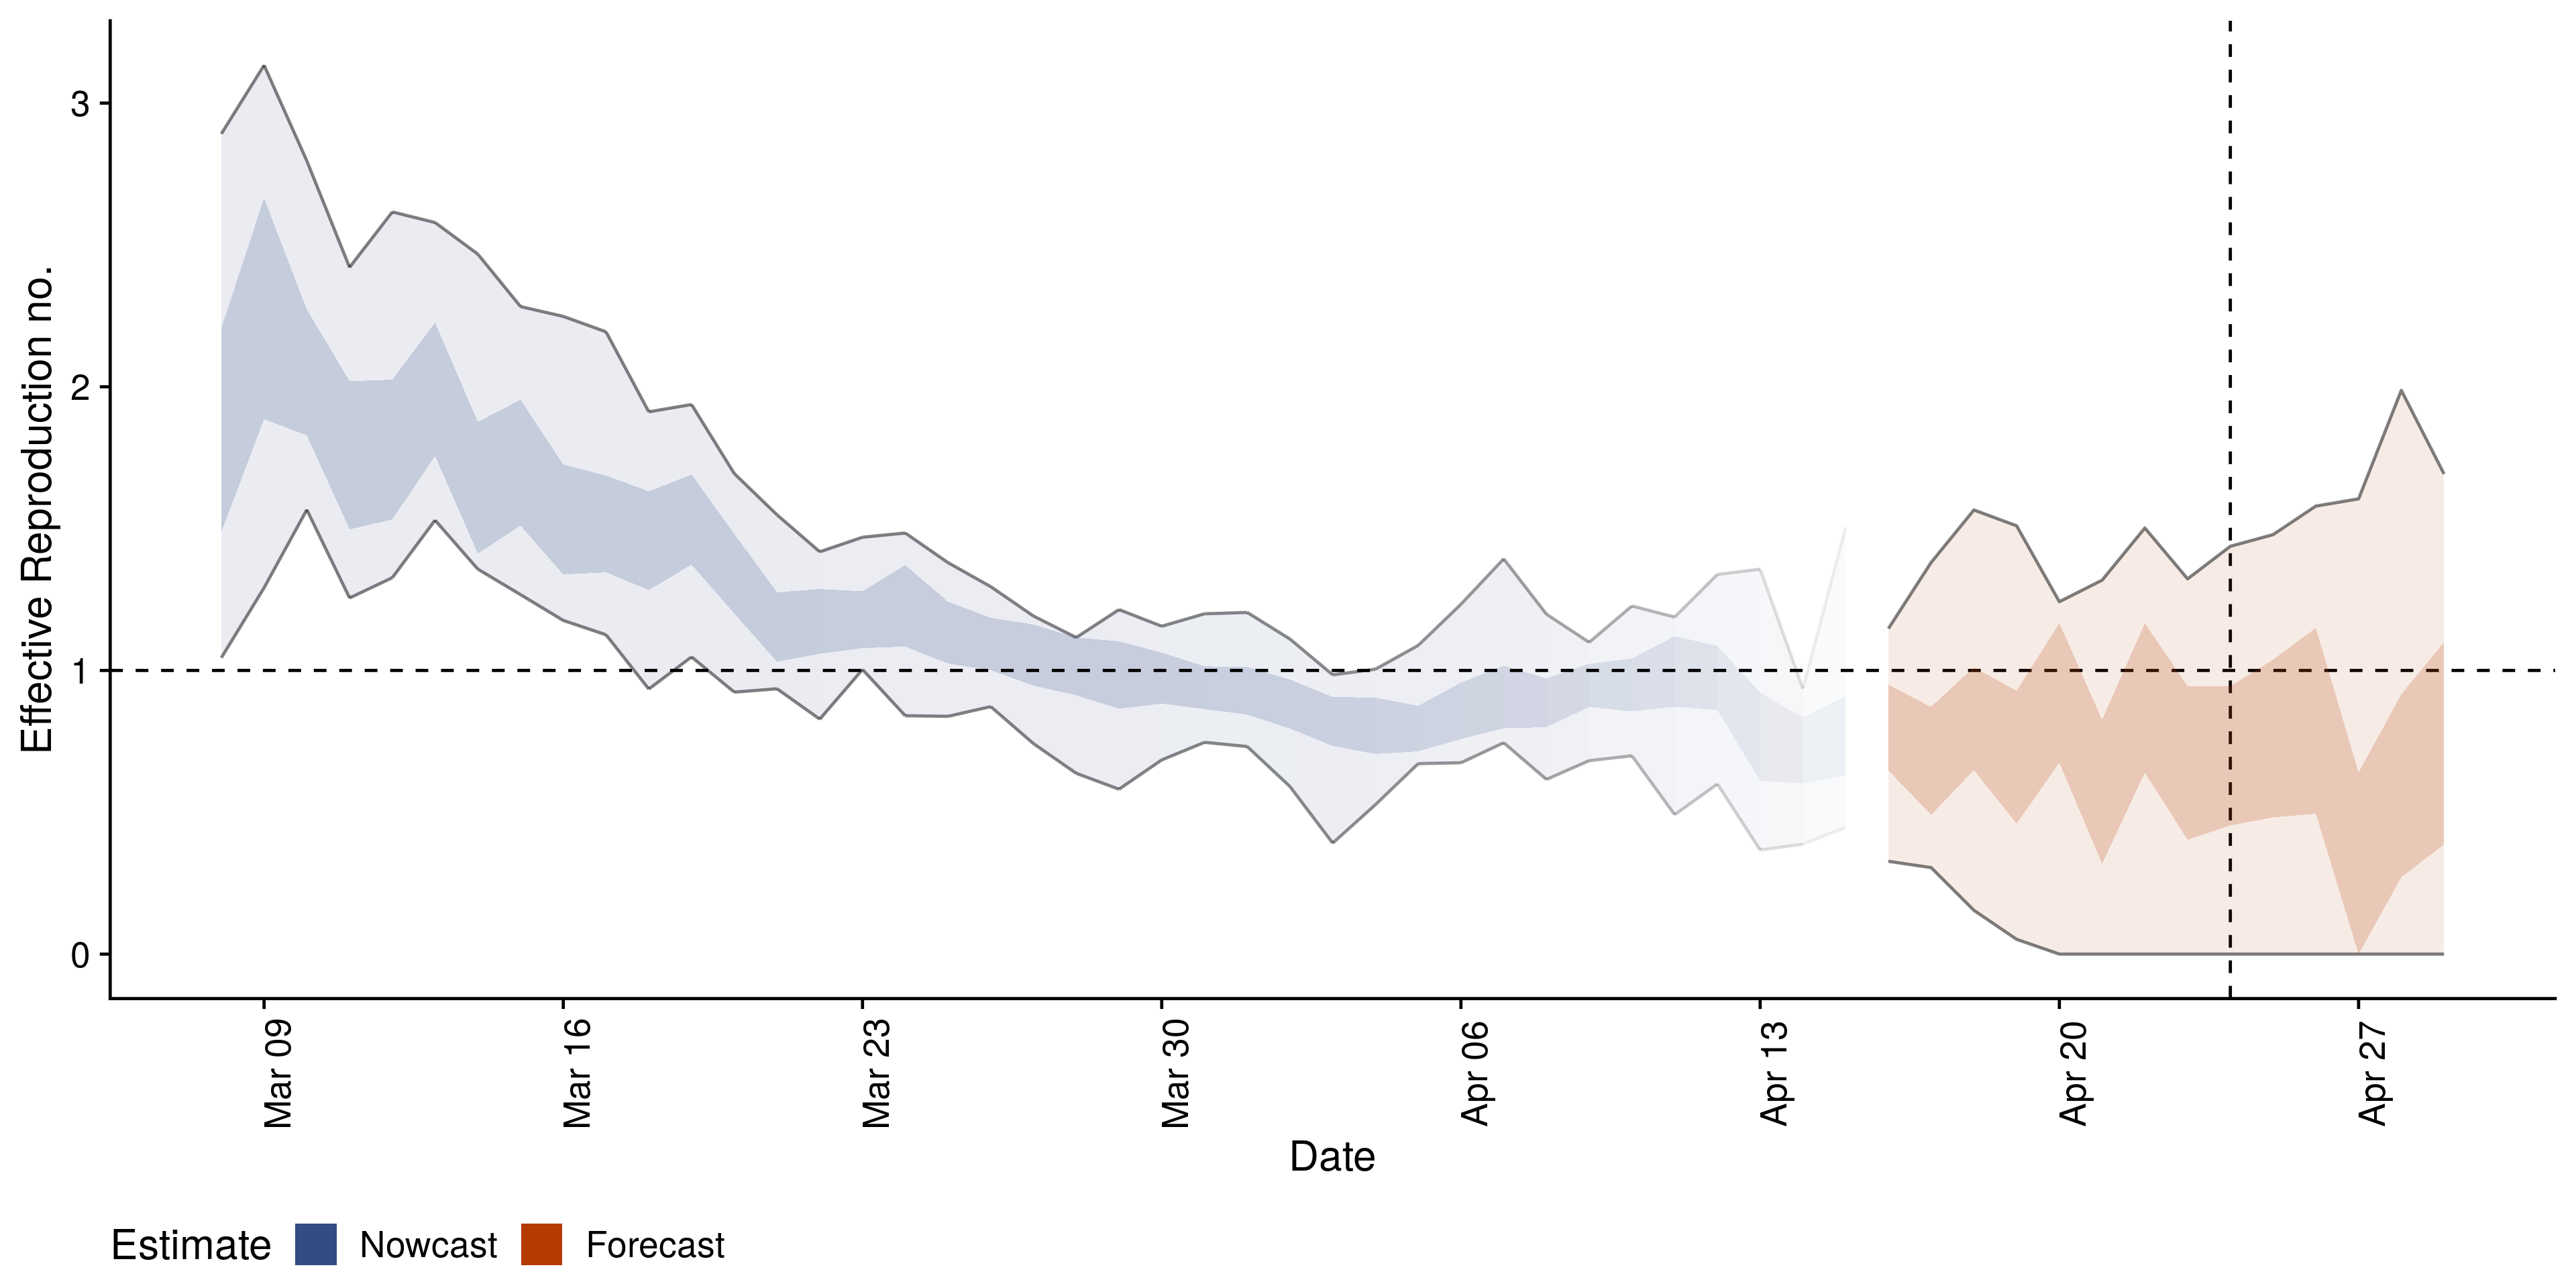 Effective Reproduction no.
3
2
1
0
Mar 09
Mar 16
Mar 23
Mar 30
Apr 06
Apr 13
Apr 20
Apr 27
Date
Estimate Nowcast Forecast